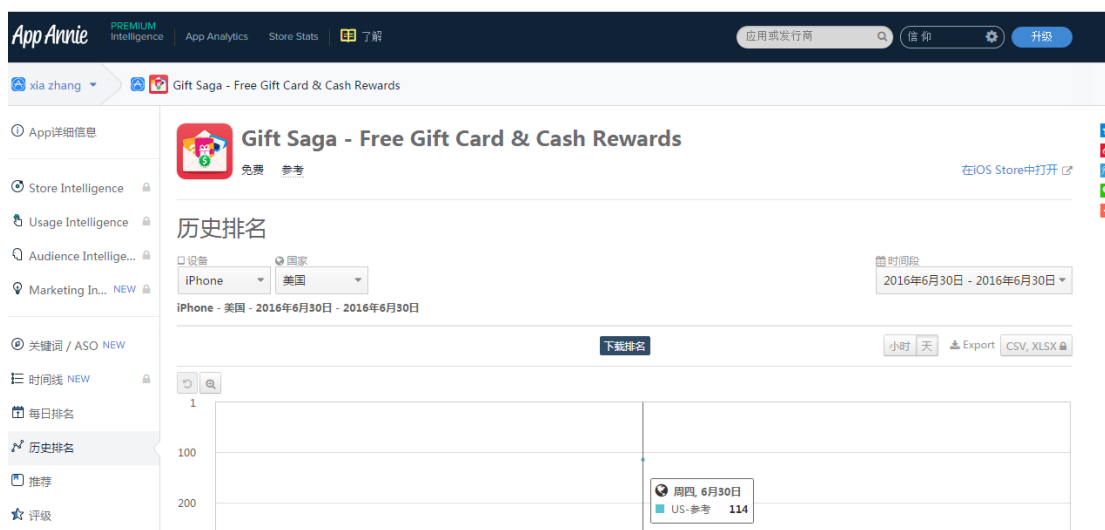 App Annie PREMIUM Intelligence App Analytics Store Stats 了解 应用或发行商 信仰 升级
xia zhang Gift Saga - Free Gift Card & Cash Rewards
App详细信息
Store Intelligence
Usage Intelligence
Audience Intellige...
Marketing In... NEW
关键词 / ASO NEW
时间线 NEW
每日排名
历史排名
推荐
评级
Gift Saga - Free Gift Card & Cash Rewards
免费 参考
在iOS Store中打开
历史排名
设备 国家 时间段
iPhone 美国 2016年6月30日 - 2016年6月30日
iPhone - 美国 - 2016年6月30日 - 2016年6月30日
下载排名 小时 天 Export CSV, XLSX
1
100
200
周四, 6月30日
US-参考 114